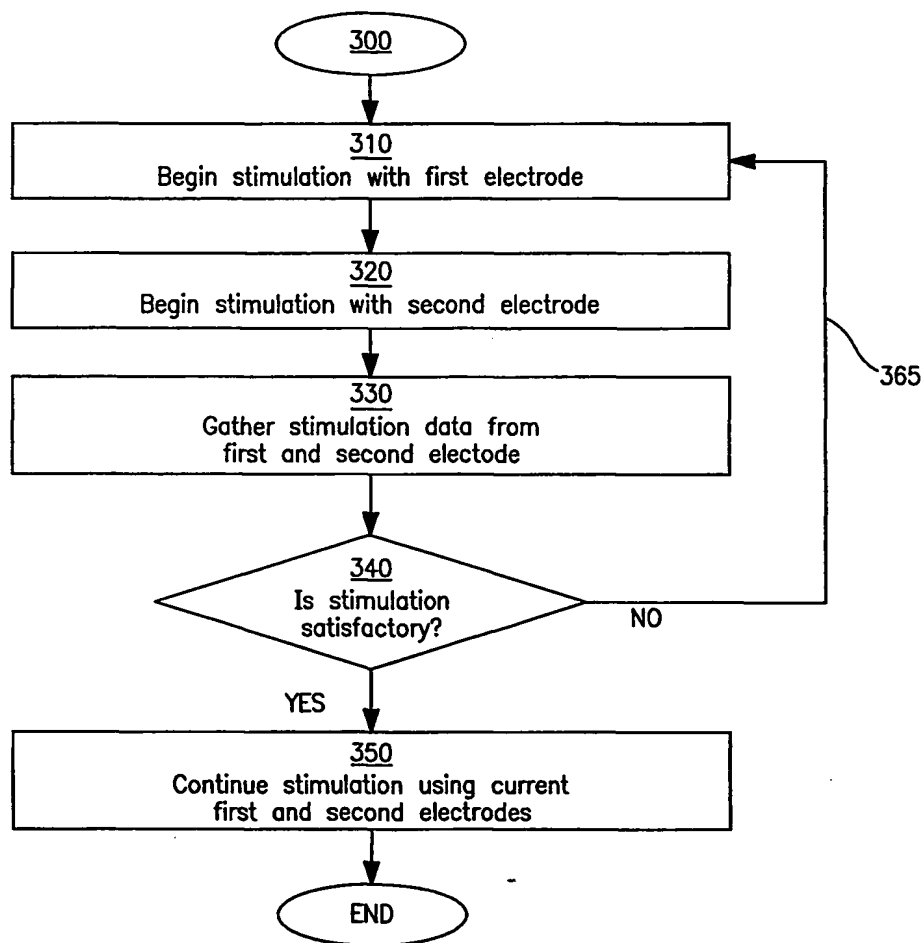 300
310
Begin stimulation with first electrode
320
Begin stimulation with second electrode
365
330
Gather stimulation data from
first and second electode
340
Is stimulation
satisfactory?
NO
YES
350
Continue stimulation using current
first and second electrodes
END